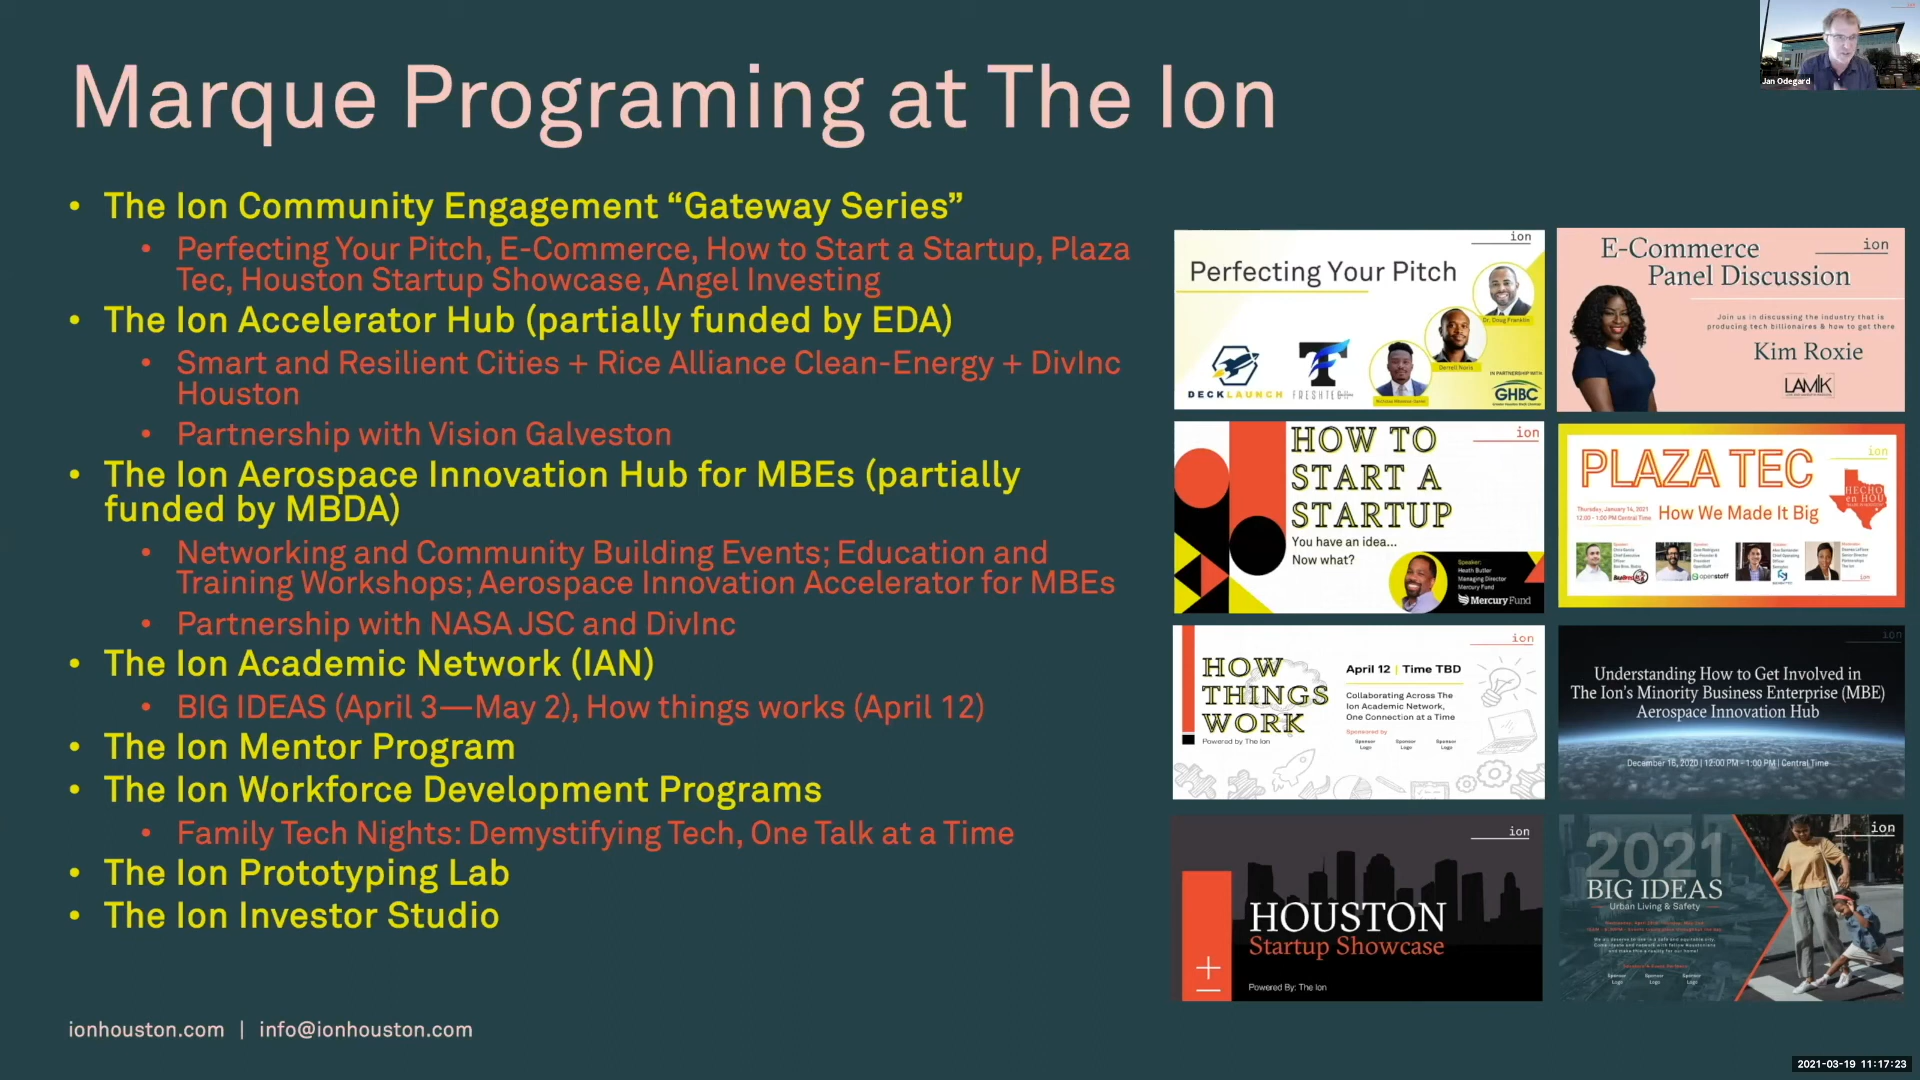 Marque Programing at The Ion
Jan Odegard
• The Ion Community Engagement “Gateway Series”
• Perfecting Your Pitch, E-Commerce, How to Start a Startup, Plaza
Tec, Houston Startup Showcase, Angel Investing
• The Ion Accelerator Hub (partially funded by EDA)
• Smart and Resilient Cities + Rice Alliance Clean-Energy + DivInc
Houston
• Partnership with Vision Galveston
• The Ion Aerospace Innovation Hub for MBEs (partially
funded by MBDA)
• Networking and Community Building Events; Education and
Training Workshops; Aerospace Innovation Accelerator for MBEs
• Partnership with NASA JSC and DivInc
• The Ion Academic Network (IAN)
• BIG IDEAS (April 3—May 2), How things works (April 12)
• The Ion Mentor Program
• The Ion Workforce Development Programs
• Family Tech Nights: Demystifying Tech, One Talk at a Time
• The Ion Prototyping Lab
• The Ion Investor Studio
ion
Perfecting Your Pitch
Dr. Doug Franklin
IN PARTNERSHIP WITH
DECKLAUNCH
GHBC
ion
E-Commerce
Panel Discussion
Join us in discussing the industry that is
producing tech billionaires & how to get there
Kim Roxie
LAMIK
ion
HOW TO
START A
STARTUP
You have an idea...
Now what?
Speaker:
Heath Butler
Managing Director
Mercury Fund
MercuryFund
ion
PLAZA TEC
HECHO
en HOU
Thursday, January 14, 2021
12:00 - 1:00 PM Central Time
How We Made It Big
openstaff
ion
ion
HOW
THINGS
WORK
Powered by The Ion
April 12 | Time TBD
Collaborating Across The
Ion Academic Network,
One Connection at a Time
Sponsored by
Sponsor Sponsor Sponsor
Logo Logo Logo
ion
Understanding How to Get Involved in
The Ion's Minority Business Enterprise (MBE)
Aerospace Innovation Hub
December 16, 2020 | 12:00 PM - 1:00 PM | Central Time
ion
HOUSTON
Startup Showcase
Powered By: The Ion
ion
2021
BIG IDEAS
Urban Living & Safety
Sponsor Sponsor Sponsor
Logo Logo Logo
ionhouston.com | info@ionhouston.com
2021-03-19 11:17:23